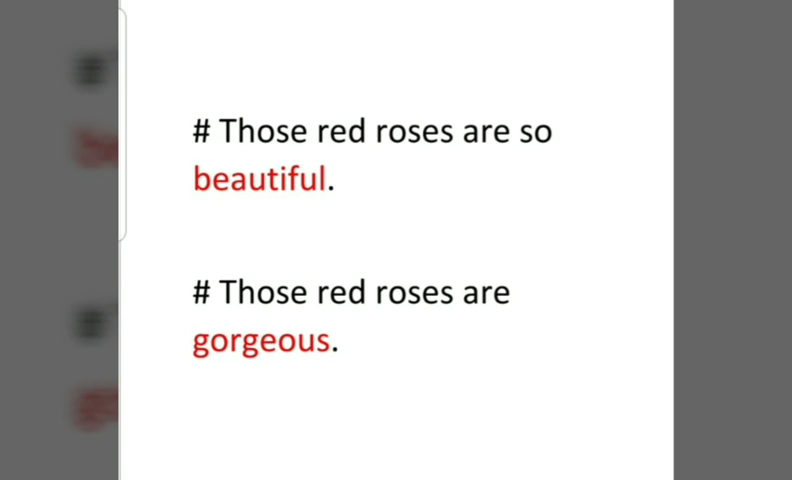 # Those red roses are so
beautiful.
# Those red roses are
gorgeous.